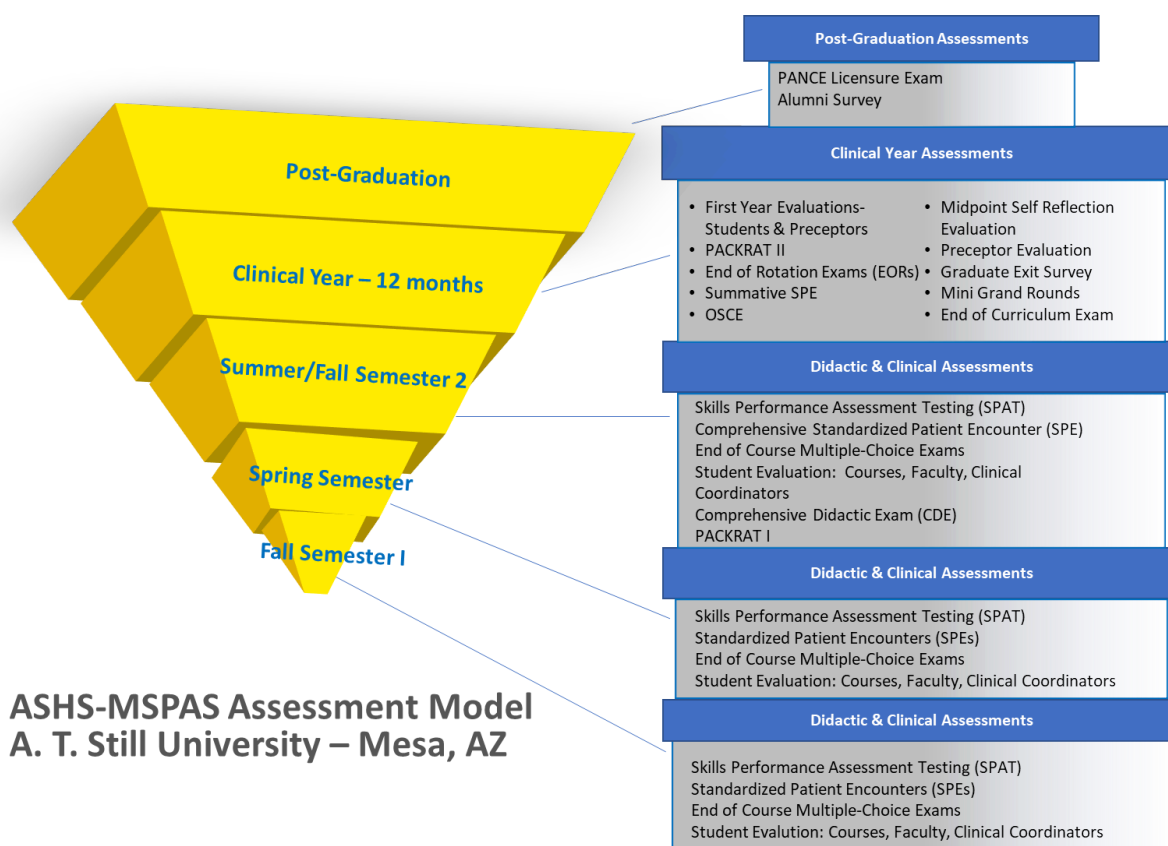 Post-Graduation Assessments
PANCE Licensure Exam
Alumni Survey
Clinical Year Assessments
• First Year Evaluations-
Students & Preceptors
• PACKRAT II
• End of Rotation Exams (EORs)
• Summative SPE
• OSCE
• Midpoint Self Reflection
Evaluation
• Preceptor Evaluation
• Graduate Exit Survey
• Mini Grand Rounds
• End of Curriculum Exam
Didactic & Clinical Assessments
Skills Performance Assessment Testing (SPAT)
Comprehensive Standardized Patient Encounter (SPE)
End of Course Multiple-Choice Exams
Student Evaluation: Courses, Faculty, Clinical
Coordinators
Comprehensive Didactic Exam (CDE)
PACKRAT I
Didactic & Clinical Assessments
Skills Performance Assessment Testing (SPAT)
Standardized Patient Encounters (SPEs)
End of Course Multiple-Choice Exams
Student Evaluation: Courses, Faculty, Clinical Coordinators
Didactic & Clinical Assessments
Skills Performance Assessment Testing (SPAT)
Standardized Patient Encounters (SPEs)
End of Course Multiple-Choice Exams
Student Evalution: Courses, Faculty, Clinical Coordinators
Post-Graduation
Clinical Year – 12 months
Summer/Fall Semester 2
Spring Semester
Fall Semester I
ASHS-MSPAS Assessment Model
A. T. Still University – Mesa, AZ